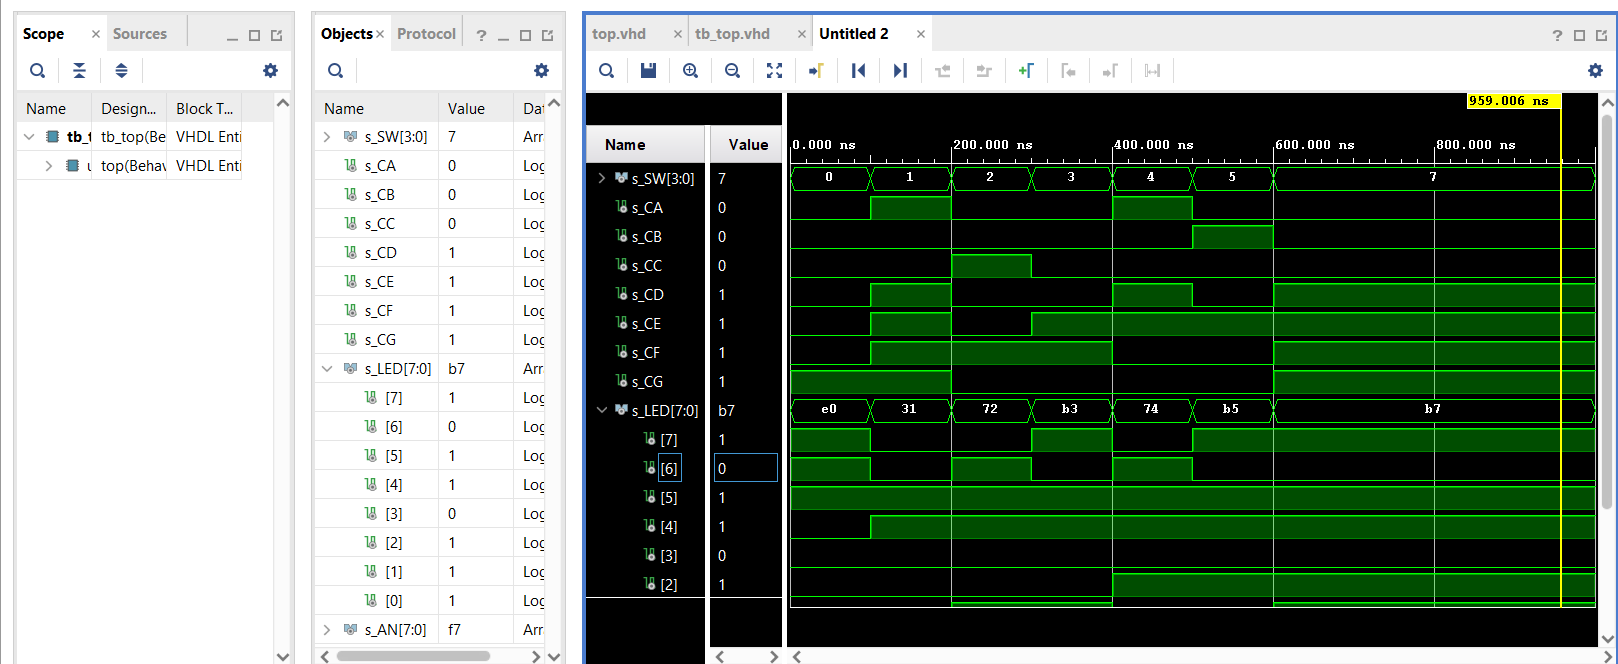 Scope × Sources
Name Design... Block T...
tb_t tb_top(Be VHDL Enti
u top(Behav VHDL Enti
Objects × Protocol ?
Name Value Dat
s_SW[3:0] 7 Arr
s_CA 0 Log
s_CB 0 Log
s_CC 0 Log
s_CD 1 Log
s_CE 1 Log
s_CF 1 Log
s_CG 1 Log
s_LED[7:0] b7 Arr
[7] 1 Log
[6] 0 Log
[5] 1 Log
[4] 1 Log
[3] 0 Log
[2] 1 Log
[1] 1 Log
[0] 1 Log
s_AN[7:0] f7 Arr
top.vhd × tb_top.vhd × Untitled 2 × ?
959.006 ns
Name Value 0.000 ns 200.000 ns 400.000 ns 600.000 ns 800.000 ns
s_SW[3:0] 7 0 1 2 3 4 5 7
s_CA 0
s_CB 0
s_CC 0
s_CD 1
s_CE 1
s_CF 1
s_CG 1
s_LED[7:0] b7 e0 31 72 b3 74 b5 b7
[7] 1
[6] 0
[5] 1
[4] 1
[3] 0
[2] 1